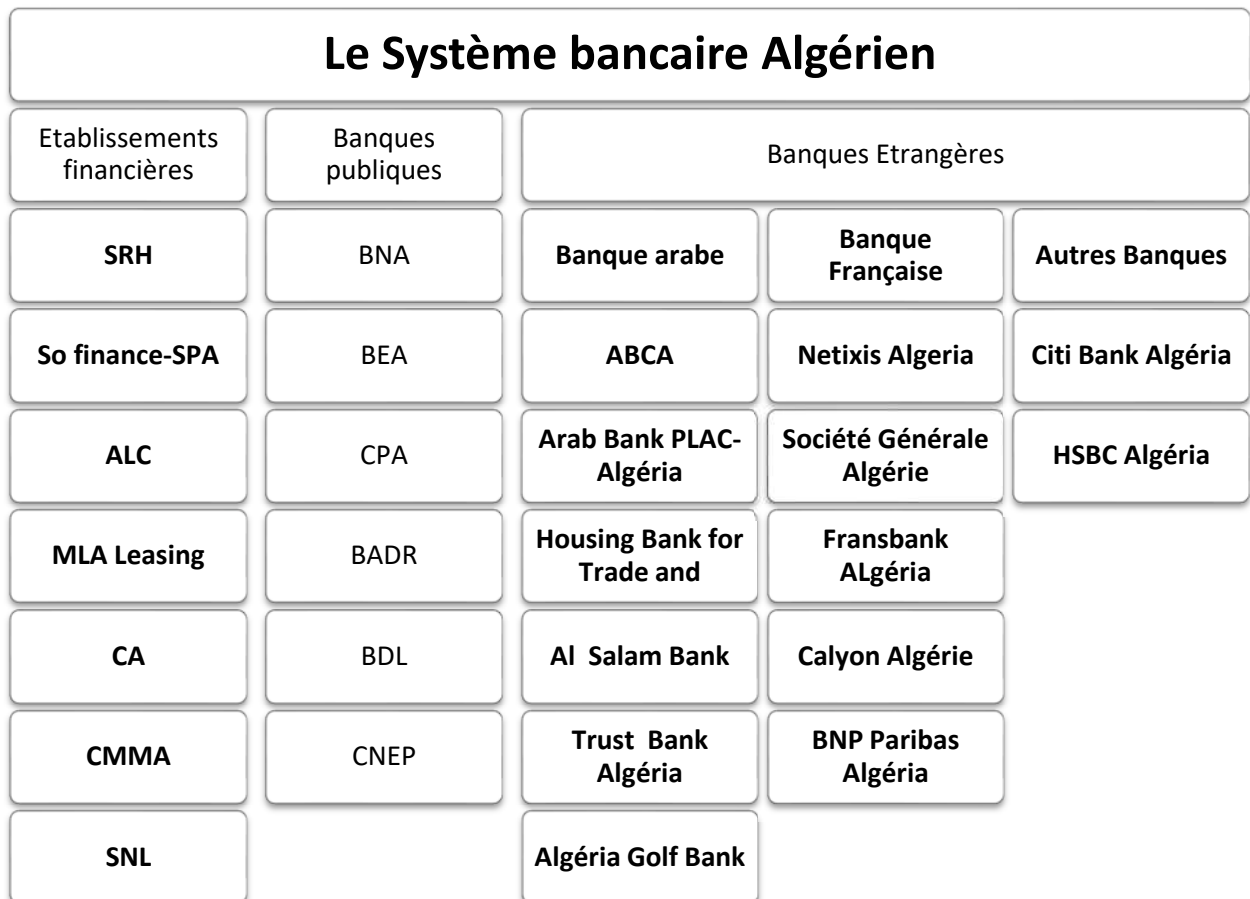 Le Système bancaire Algérien
Etablissements
financières
Banques
publiques
Banques Etrangères
SRH
BNA
Banque arabe
Banque
Française
Autres Banques
So finance-SPA
BEA
ABCA
Netixis Algeria
Citi Bank Algéria
ALC
CPA
Arab Bank PLAC-
Algéria
Société Générale
Algérie
HSBC Algéria
MLA Leasing
BADR
Housing Bank for
Trade and
Fransbank
ALgéria
CA
BDL
Al  Salam Bank
Calyon Algérie
CMMA
CNEP
Trust  Bank
Algéria
BNP Paribas
Algéria
SNL
Algéria Golf Bank